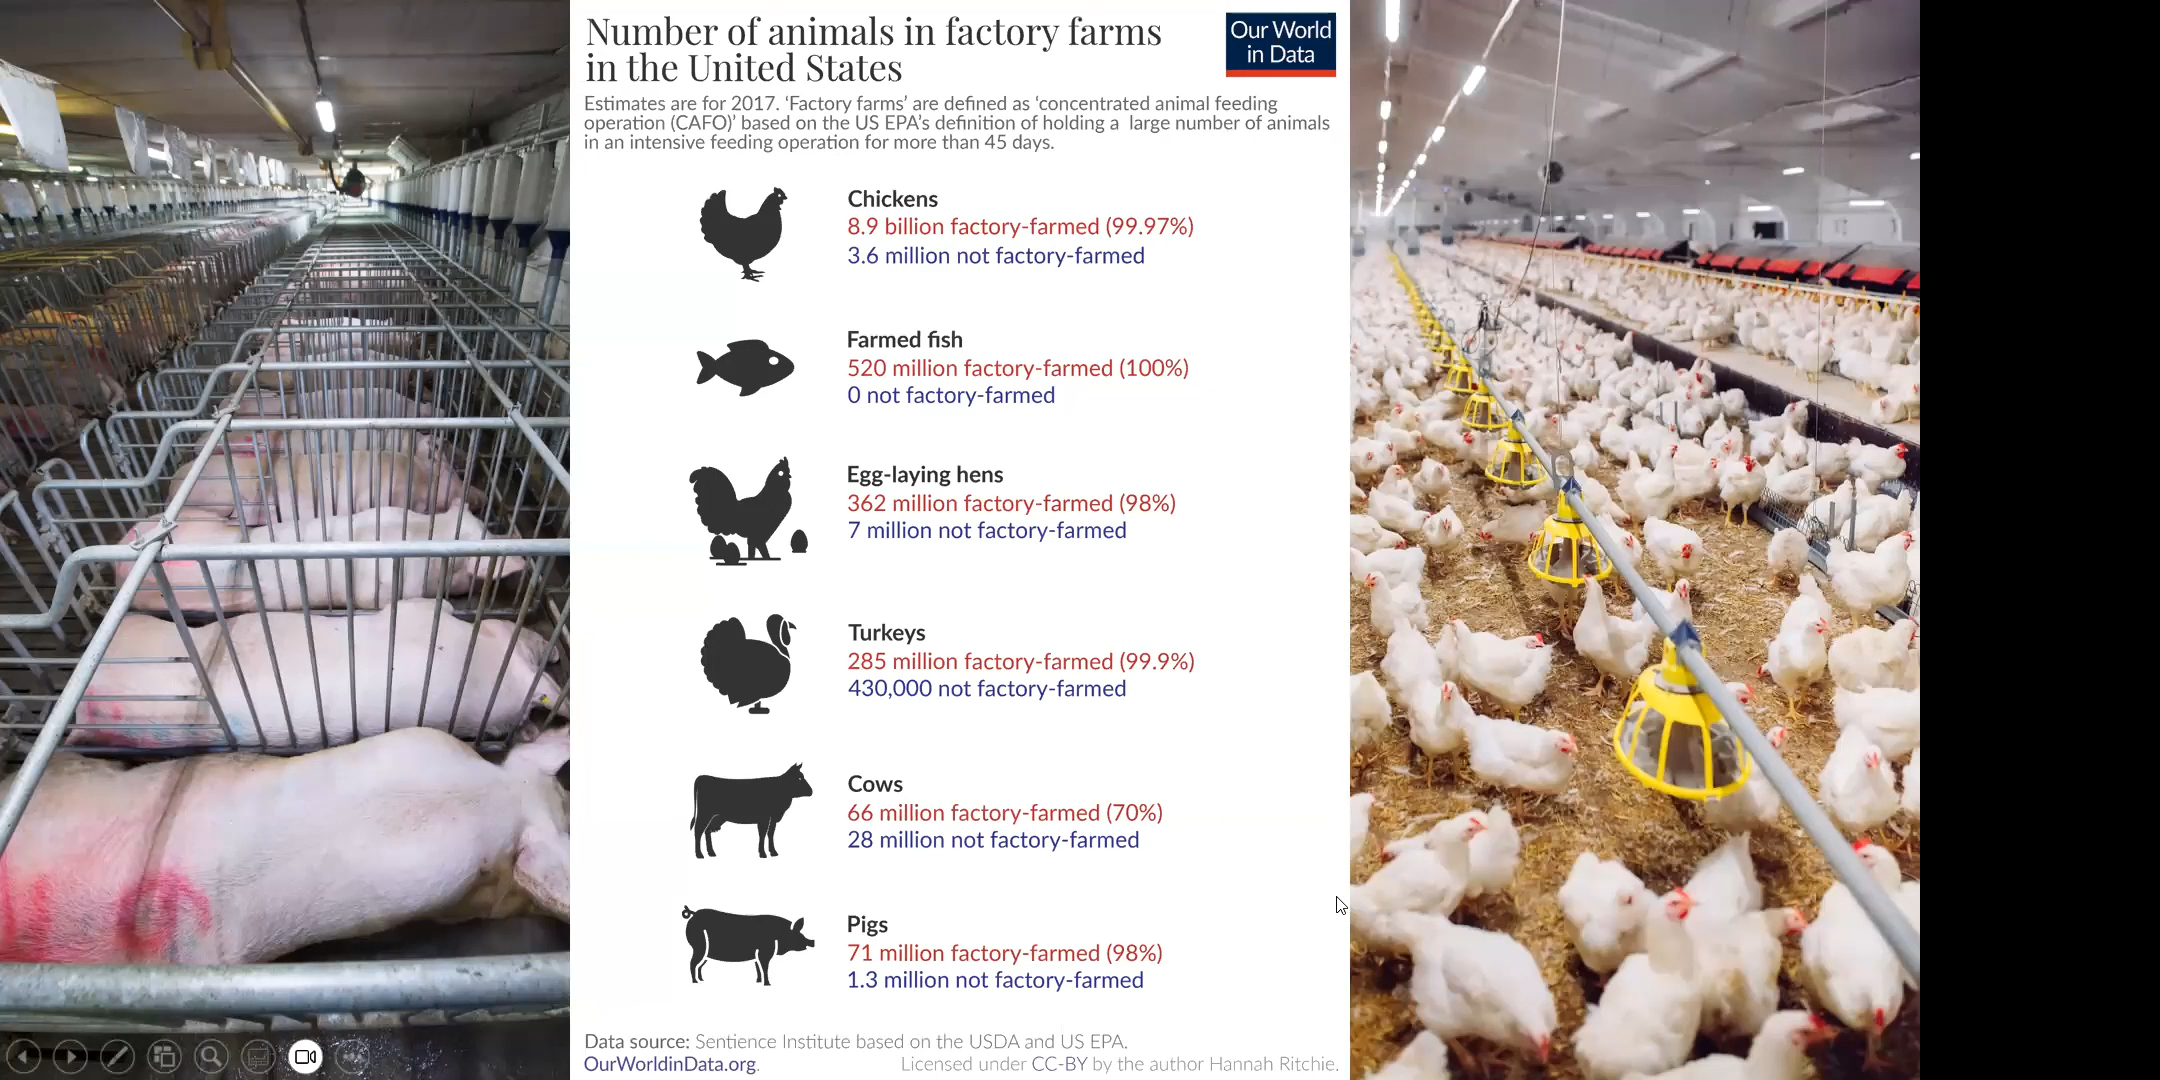 Number of animals in factory farms
in the United States
Our World
in Data
Estimates are for 2017. ‘Factory farms’ are defined as ‘concentrated animal feeding
operation (CAFO)’ based on the US EPA’s definition of holding a large number of animals
in an intensive feeding operation for more than 45 days.
Chickens
8.9 billion factory-farmed (99.97%)
3.6 million not factory-farmed
Farmed fish
520 million factory-farmed (100%)
0 not factory-farmed
Egg-laying hens
362 million factory-farmed (98%)
7 million not factory-farmed
Turkeys
285 million factory-farmed (99.9%)
430,000 not factory-farmed
Cows
66 million factory-farmed (70%)
28 million not factory-farmed
Pigs
71 million factory-farmed (98%)
1.3 million not factory-farmed
Data source: Sentience Institute based on the USDA and US EPA.
OurWorldinData.org.
Licensed under CC-BY by the author Hannah Ritchie.